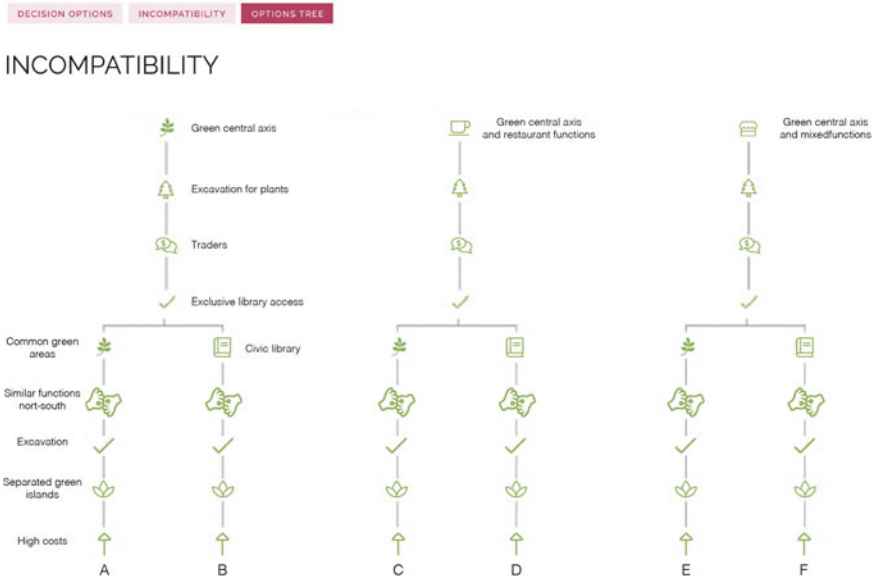 DECISION OPTIONS
INCOMPATIBILITY
OPTIONS TREE
INCOMPATIBILITY
Green central axis
Green central axis
and restaurant functions
Green central axis
and mixedfunctions
Excavation for plants
Traders
Exclusive library access
Common green
areas
Civic library
Similar functions
nort-south
Excavation
Separated green
islands
High costs
A
B
C
D
E
F